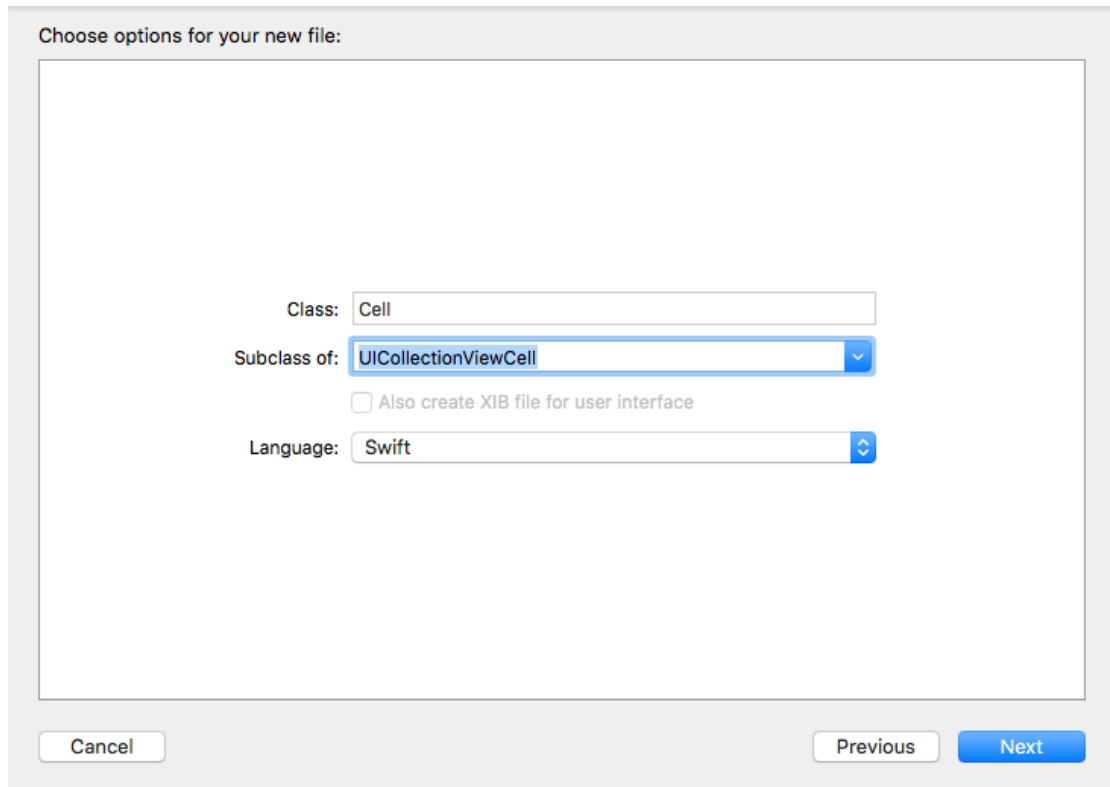 Choose options for your new file:
Class: Cell
Subclass of: UICollectionViewCell
Also create XIB file for user interface
Language: Swift
Cancel Previous Next